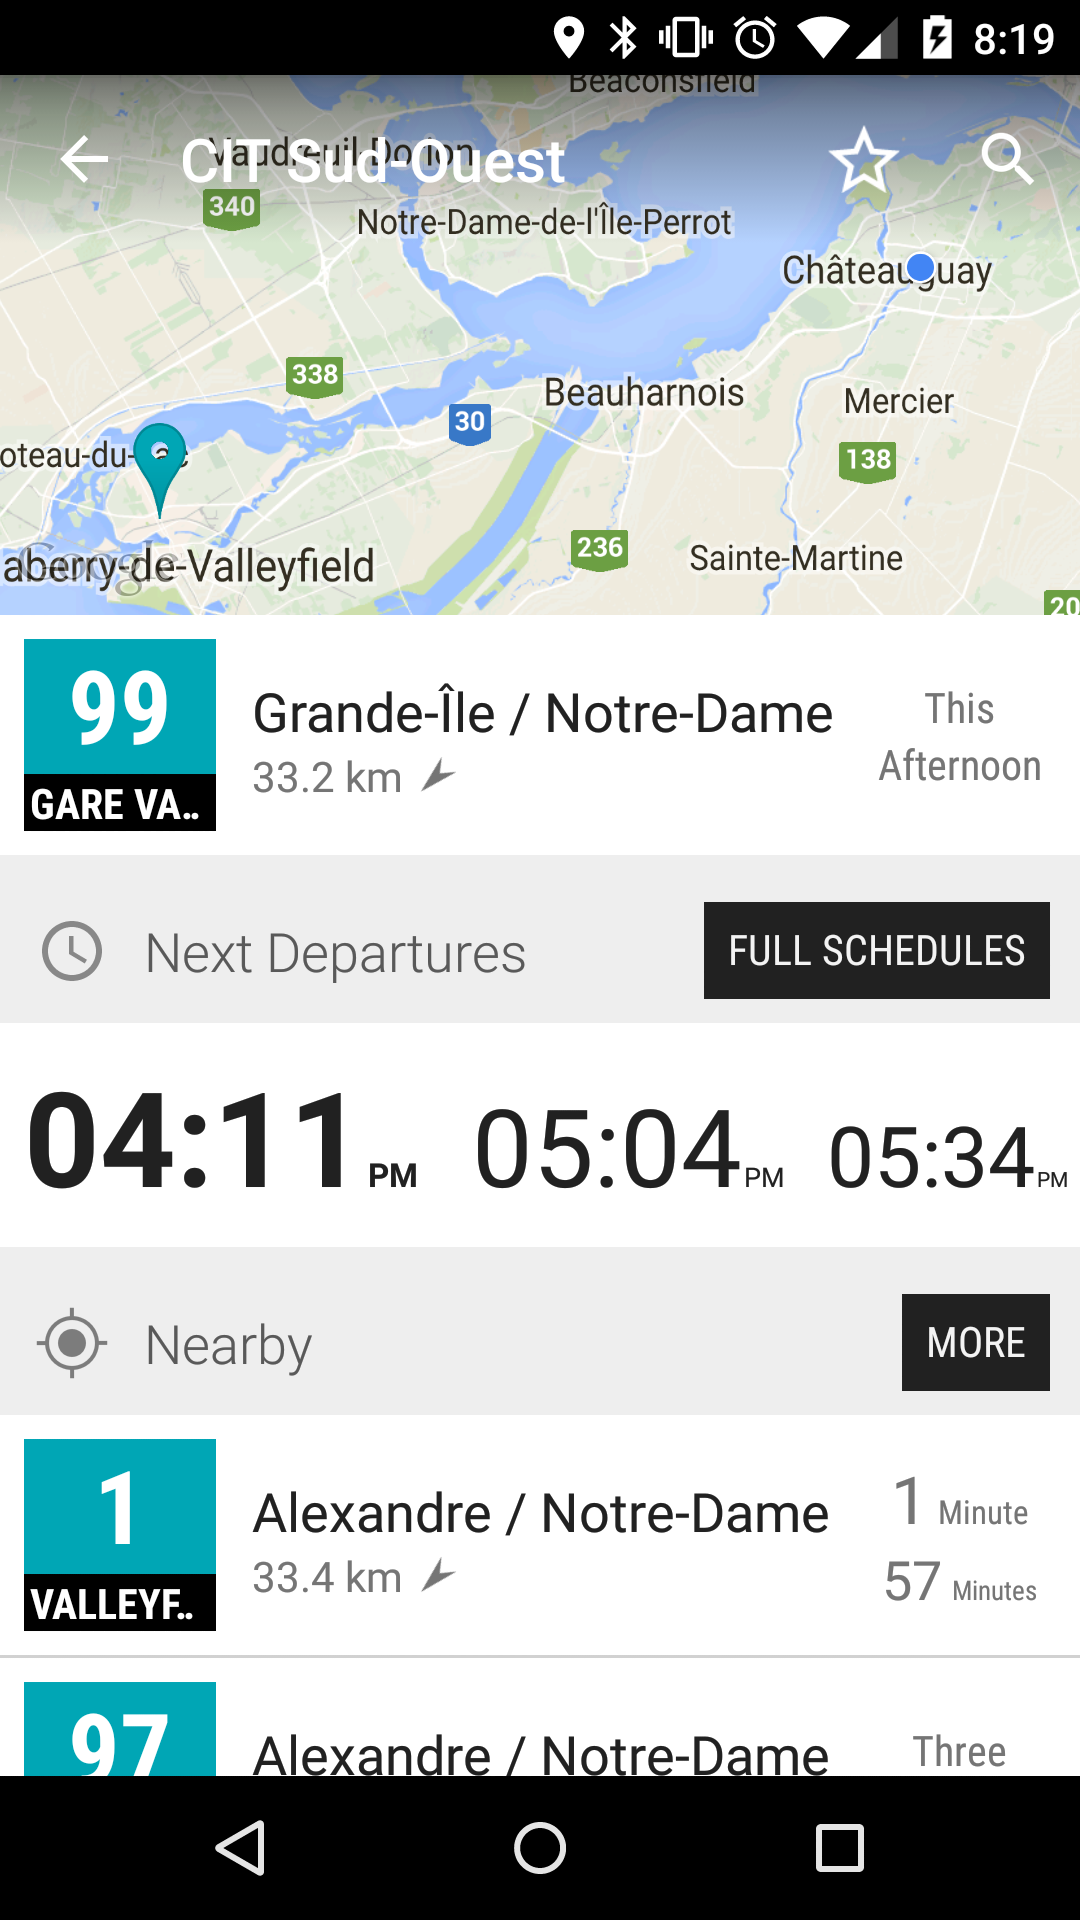 8:19
Beaconsfield
Vaudreuil-Dorion
CIT Sud-Ouest
340
Notre-Dame-de-l'Île-Perrot
Châteauguay
338
Beauharnois
Mercier
30
oteau-du-Lac
138
Google
aberry-de-Valleyfield
236
Sainte-Martine
20
99
Grande-Île / Notre-Dame
This
Afternoon
33.2 km
GARE VA..
Next Departures
FULL SCHEDULES
04:11 PM
05:04 PM
05:34 PM
Nearby
MORE
1
Alexandre / Notre-Dame
1 Minute
33.4 km
57 Minutes
VALLEYF..
97
Alexandre / Notre-Dame
Three